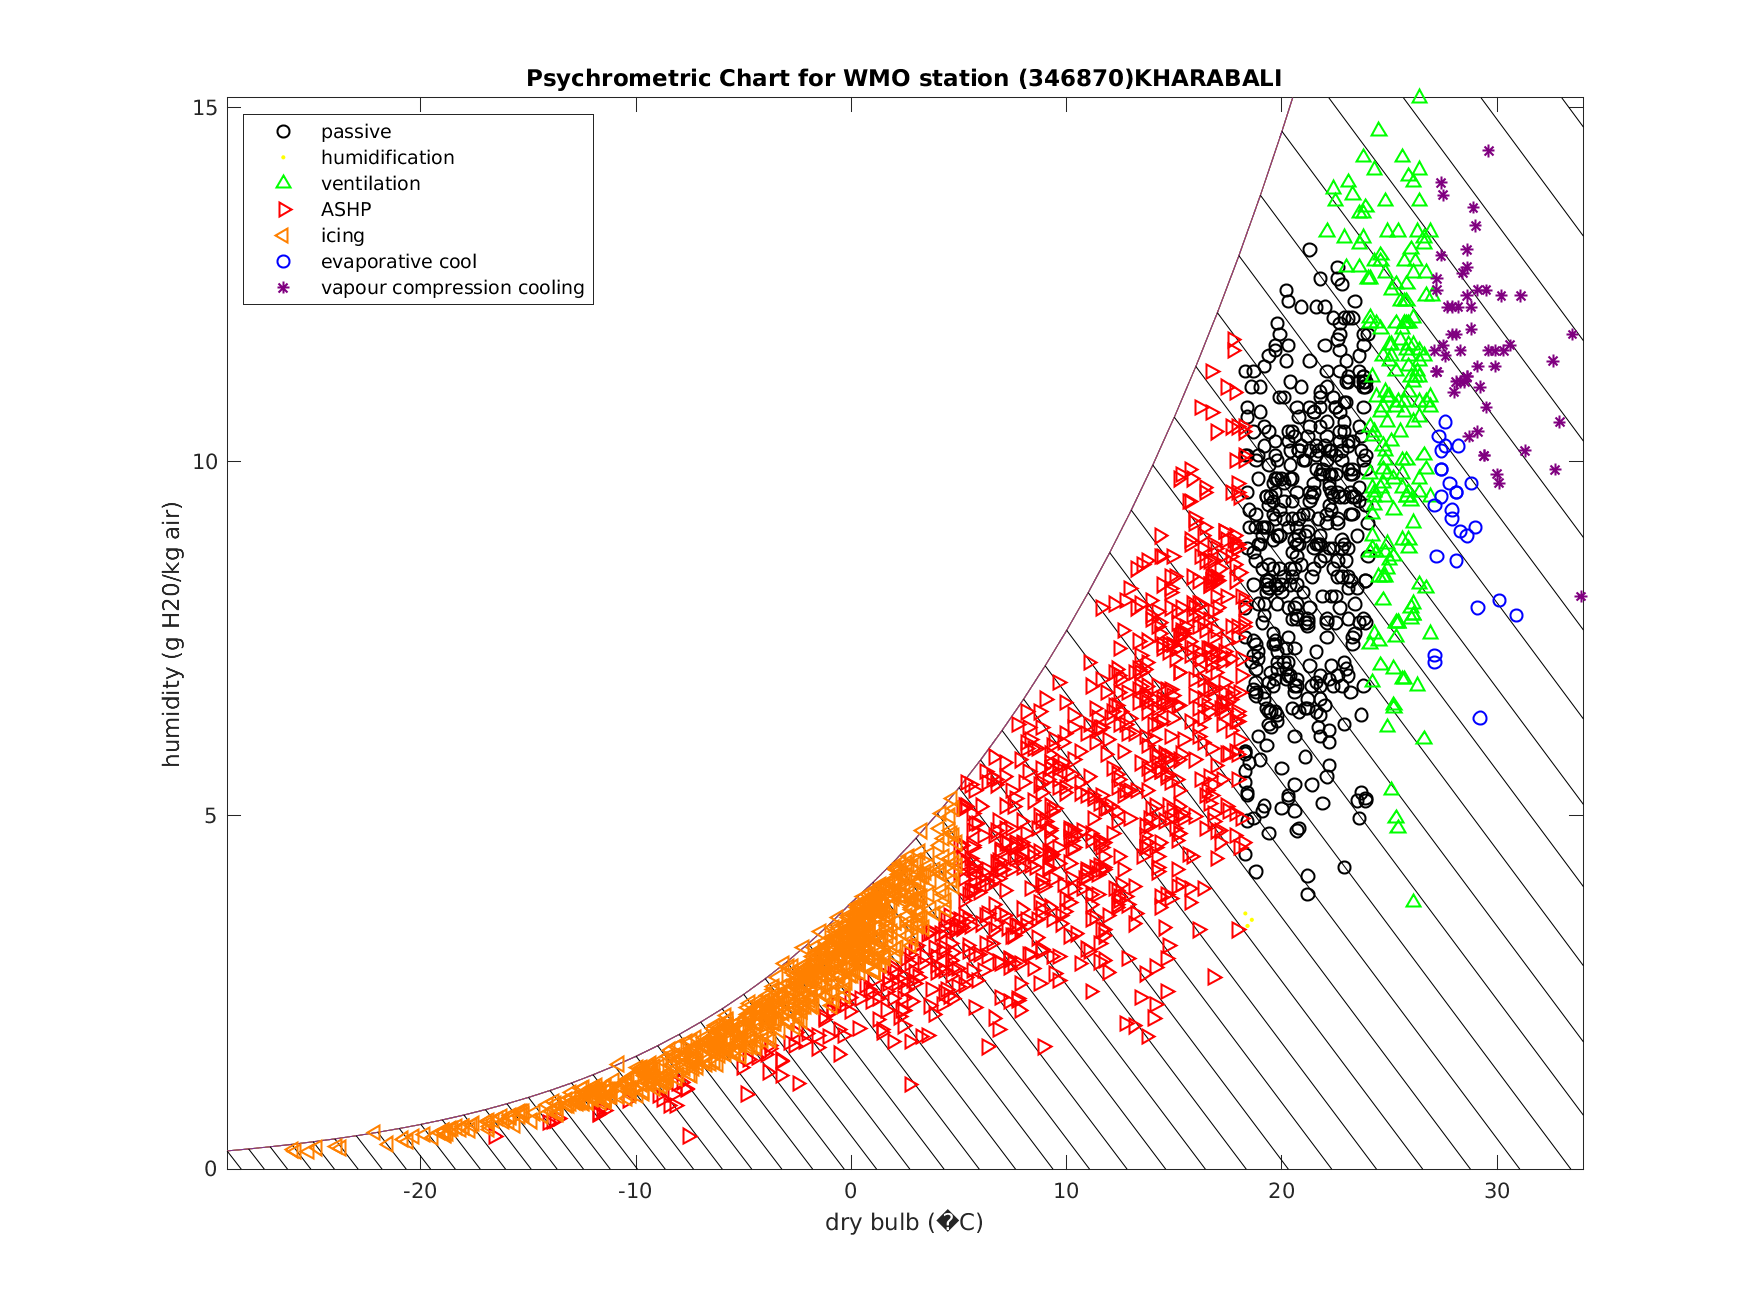 Psychrometric Chart for WMO station (346870)KHARABALI
15
10
5
0
humidity (g H20/kg air)
passive
humidification
ventilation
ASHP
icing
evaporative cool
vapour compression cooling
-20
-10
0
10
20
30
dry bulb (�C)